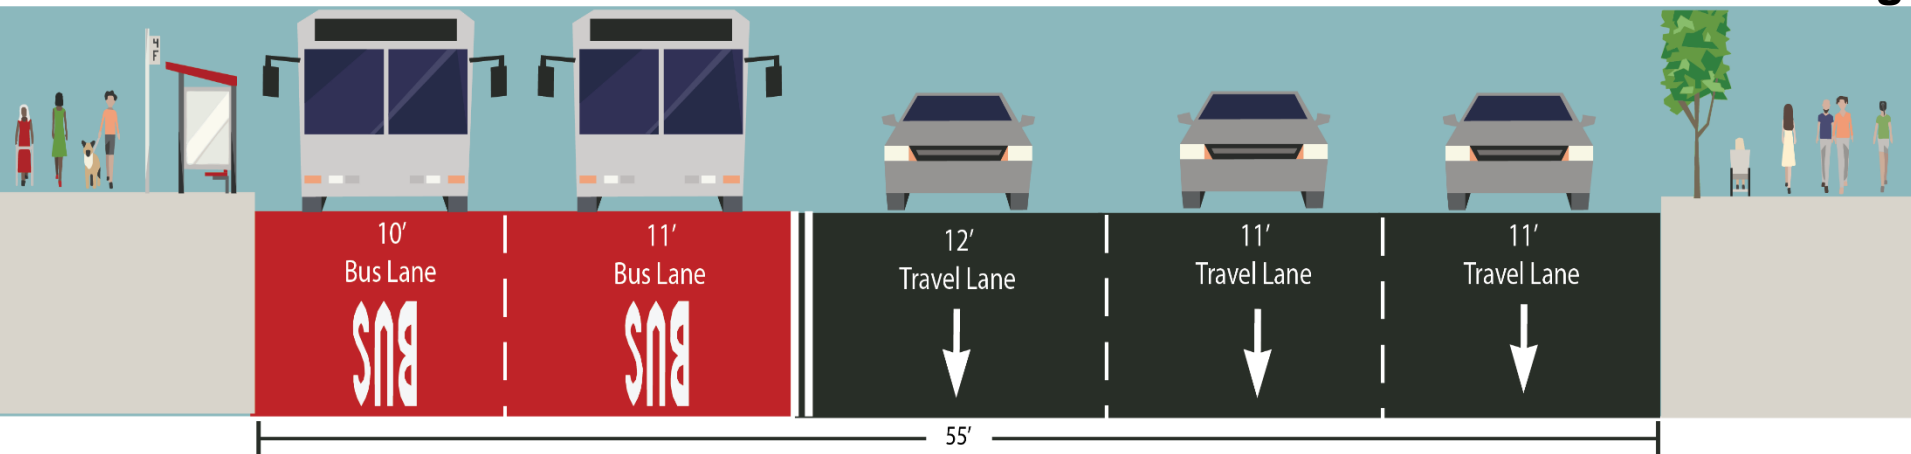 10' 11' 12' 11' 11'
Bus Lane Bus Lane Travel Lane Travel Lane Travel Lane
BUS BUS
55'